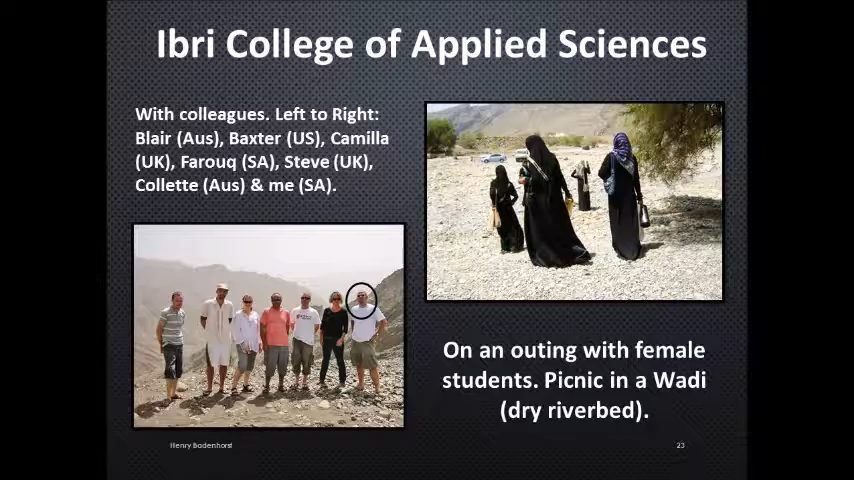 Ibri College of Applied Sciences
With colleagues. Left to Right:
Blair (Aus), Baxter (US), Camilla
(UK), Farouq (SA), Steve (UK),
Collette (Aus) & me (SA).
On an outing with female
students. Picnic in a Wadi
(dry riverbed).
Henry Badenhorst
23